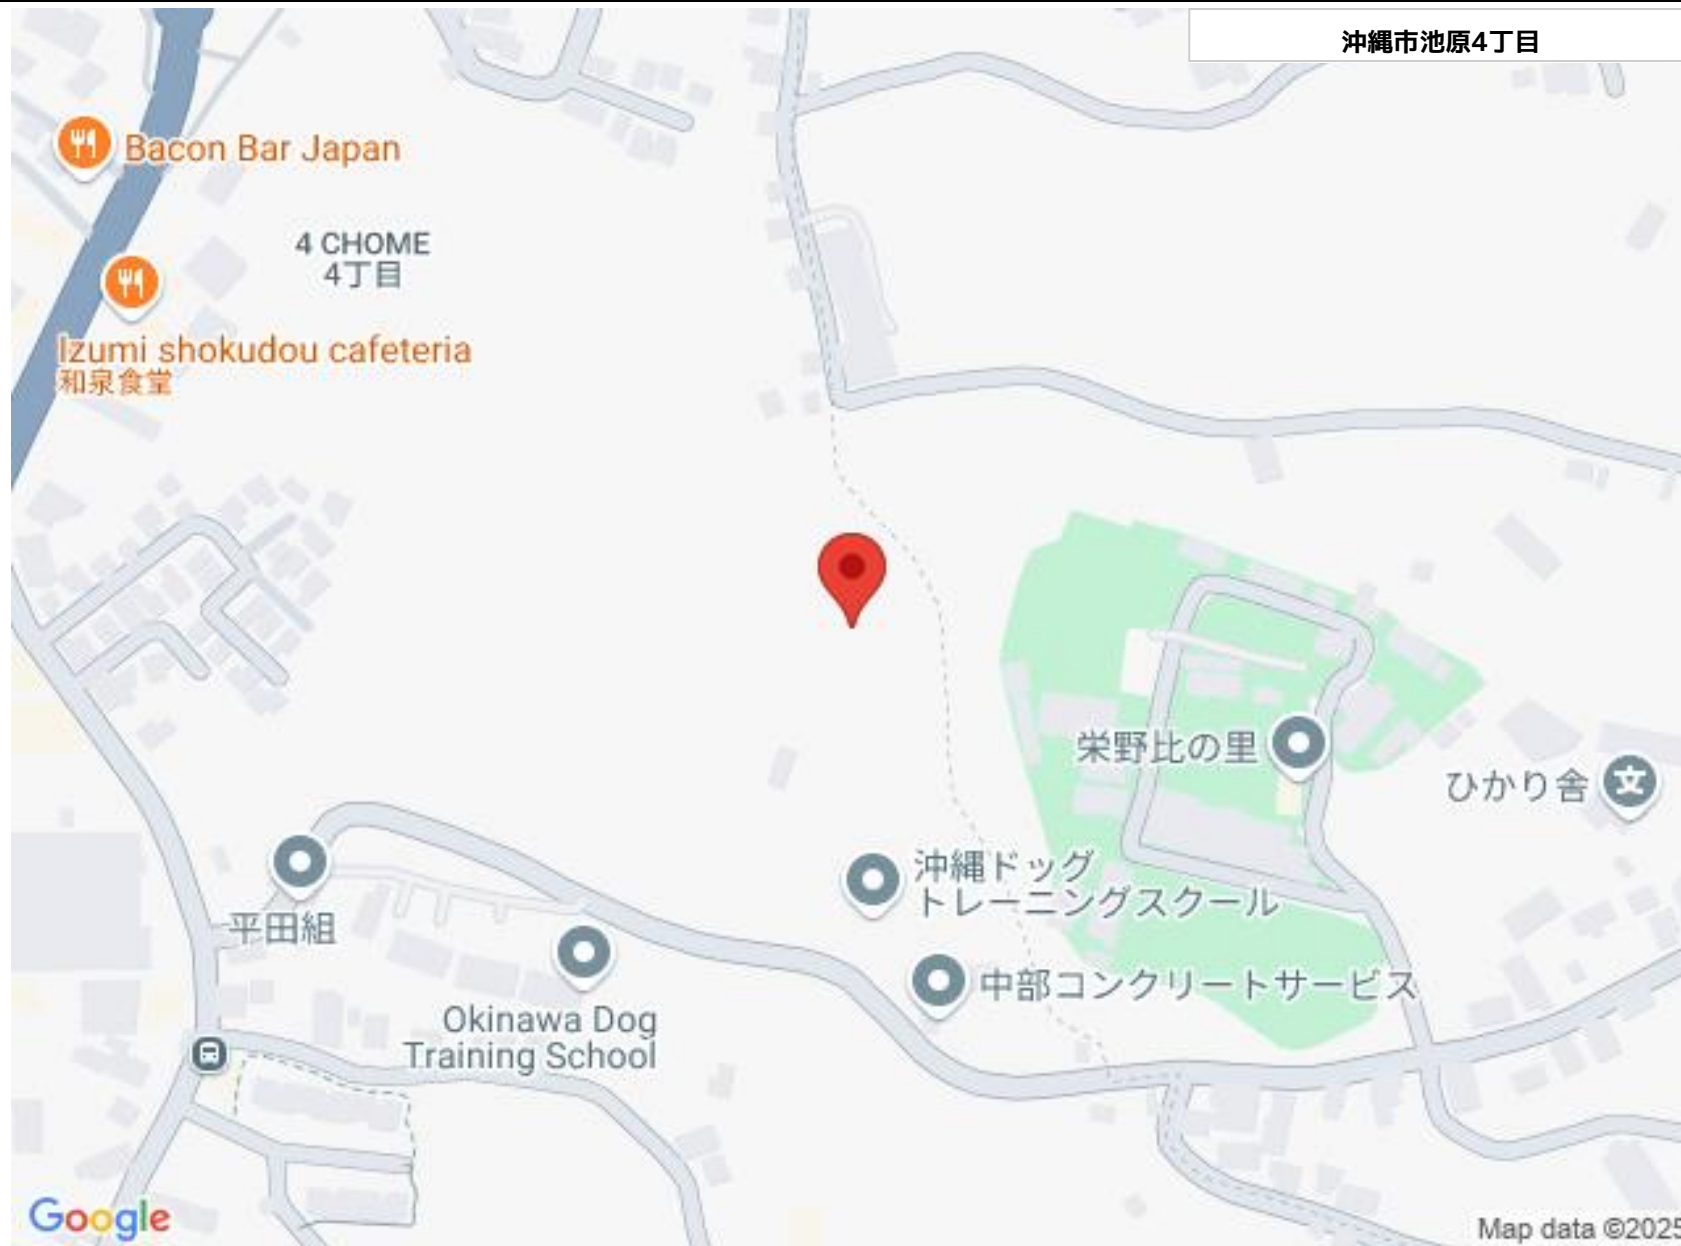 沖縄市池原4丁目
Bacon Bar Japan
4 CHOME
4丁目
Izumi shokudou cafeteria
和泉食堂
栄野比の里
ひかり舎
文
沖縄ドッグ
トレーニングスクール
平田組
中部コンクリートサービス
Okinawa Dog
Training School
Google
Map data ©2025